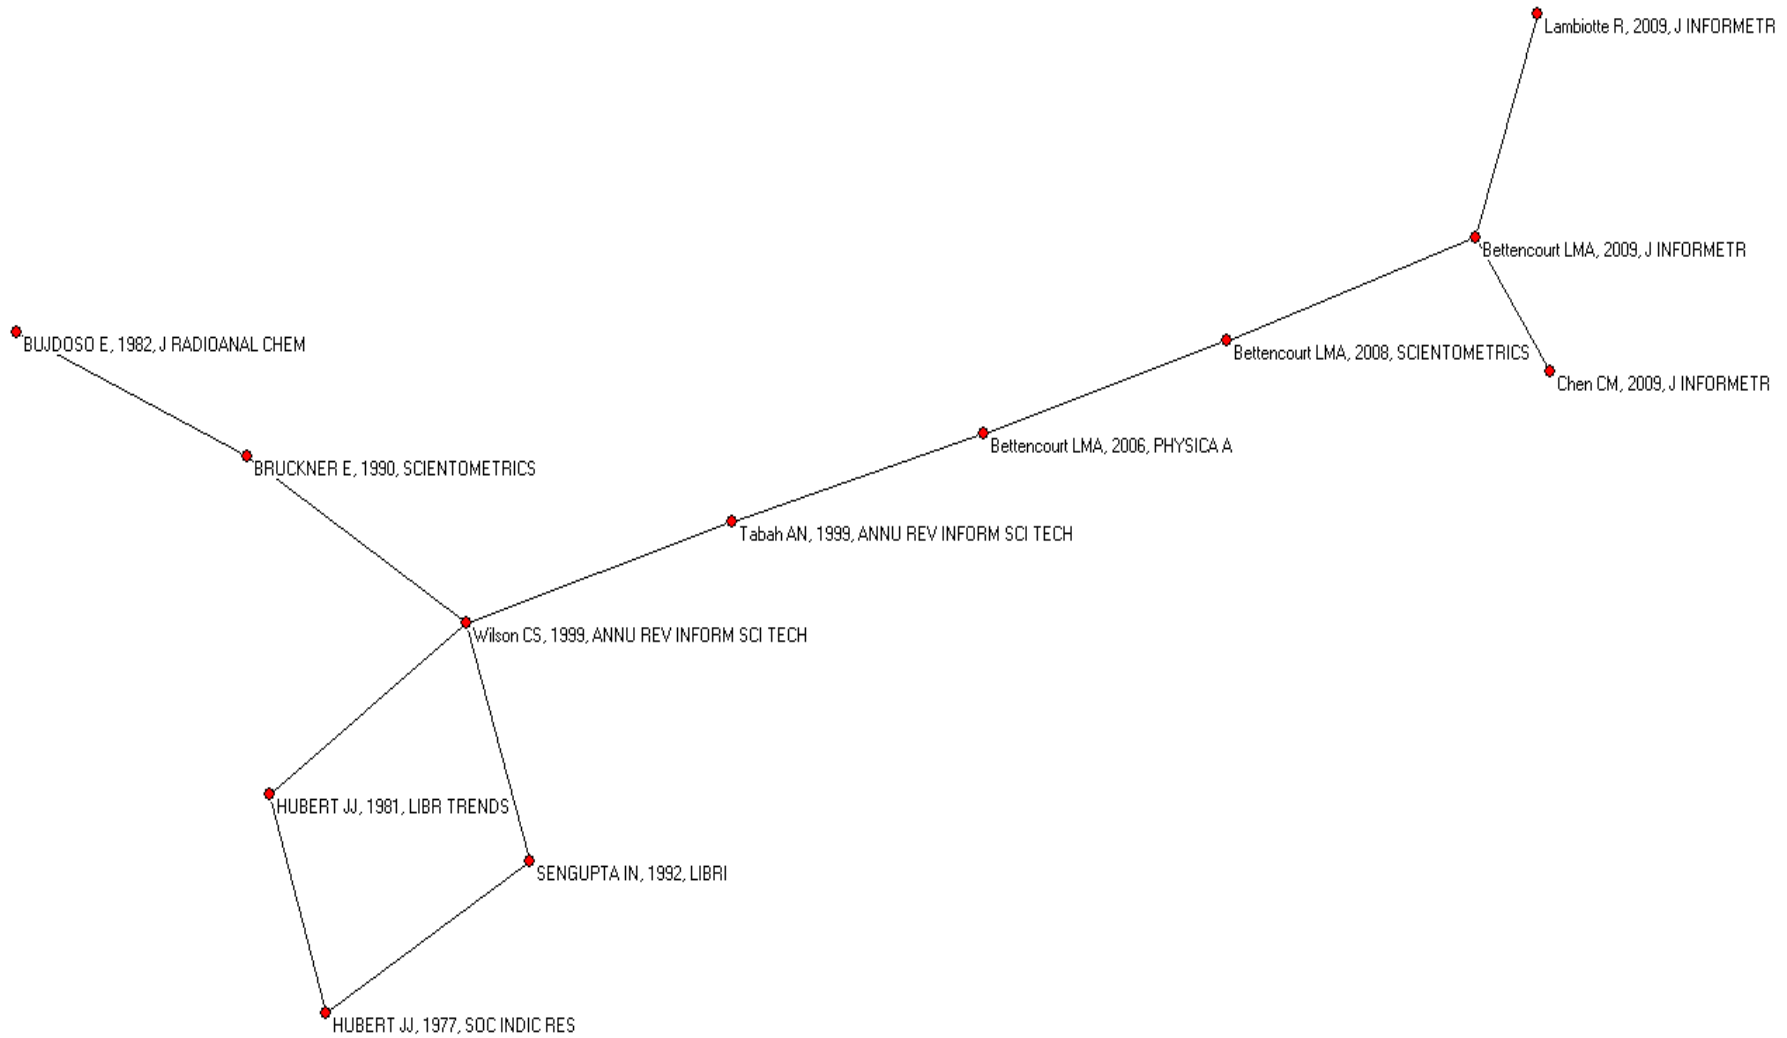 Lambiotte R, 2009, J INFORMETR
Bettencourt LMA, 2009, J INFORMETR
BUJDOSO E, 1982, J RADIOANAL CHEM
Bettencourt LMA, 2008, SCIENTOMETRICS
Chen CM, 2009, J INFORMETR
Bettencourt LMA, 2006, PHYSICA A
BRUCKNER E, 1990, SCIENTOMETRICS
Tabah AN, 1999, ANNU REV INFORM SCI TECH
Wilson CS, 1999, ANNU REV INFORM SCI TECH
HUBERT JJ, 1981, LIBR TRENDS
SENGUPTA IN, 1992, LIBRI
HUBERT JJ, 1977, SOC INDIC RES